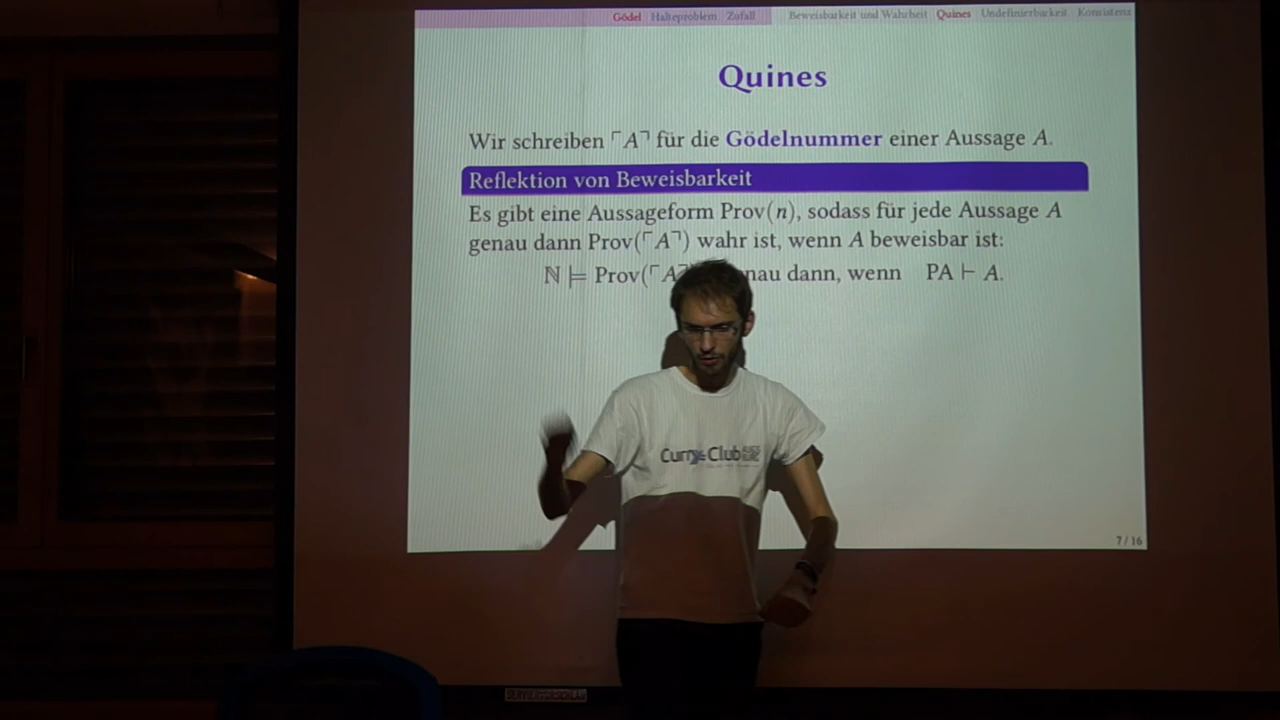 Gödel Halteproblem Zufall Beweisbarkeit und Wahrheit Quines Undefinierbarkeit Konsistenz
Quines
Wir schreiben ⌜A⌝ für die Gödelnummer einer Aussage A.
Reflektion von Beweisbarkeit
Es gibt eine Aussageform Prov(n), sodass für jede Aussage A
genau dann Prov(⌜A⌝) wahr ist, wenn A beweisbar ist:
ℕ ⊨ Prov(⌜A⌝ nau dann, wenn PA ⊢ A.
Curry Club
7 / 16